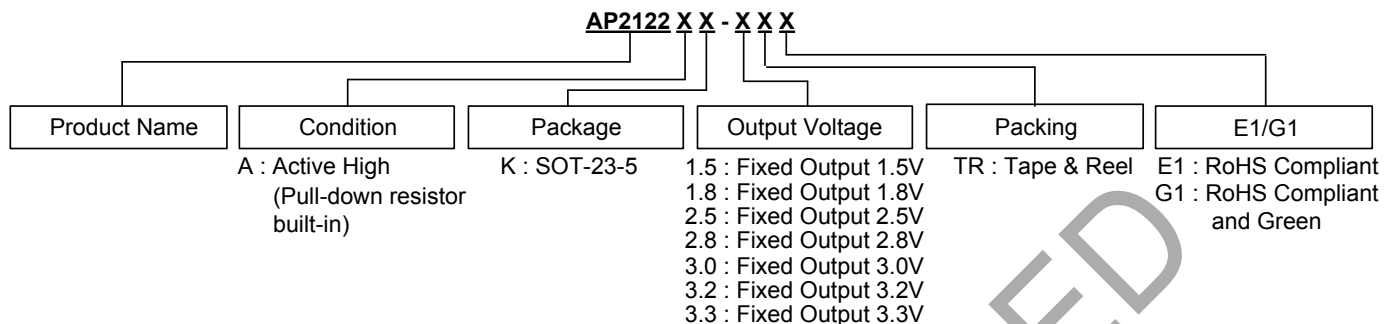 AP2122 X X - X X X
Product Name
Condition
Package
Output Voltage
Packing
E1/G1
A : Active High
(Pull-down resistor
built-in)
K : SOT-23-5
1.5 : Fixed Output 1.5V
1.8 : Fixed Output 1.8V
2.5 : Fixed Output 2.5V
2.8 : Fixed Output 2.8V
3.0 : Fixed Output 3.0V
3.2 : Fixed Output 3.2V
3.3 : Fixed Output 3.3V
TR : Tape & Reel
E1 : RoHS Compliant
G1 : RoHS Compliant
and Green